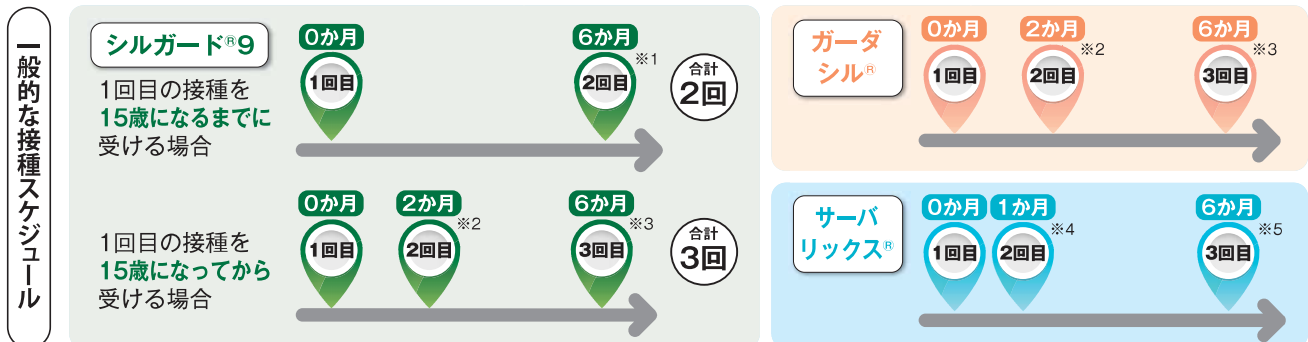 一般的な接種スケジュール
シルガード®9
1回目の接種を
15歳になるまでに
受ける場合
0か月
1回目
6か月
2回目
※1
合計
2回
1回目の接種を
15歳になってから
受ける場合
0か月
1回目
2か月
2回目
※2
6か月
3回目
※3
合計
3回
ガーダ
シル®
0か月
1回目
2か月
2回目
※2
6か月
3回目
※3
サーバ
リックス®
0か月
1回目
1か月
2回目
※4
6か月
3回目
※5